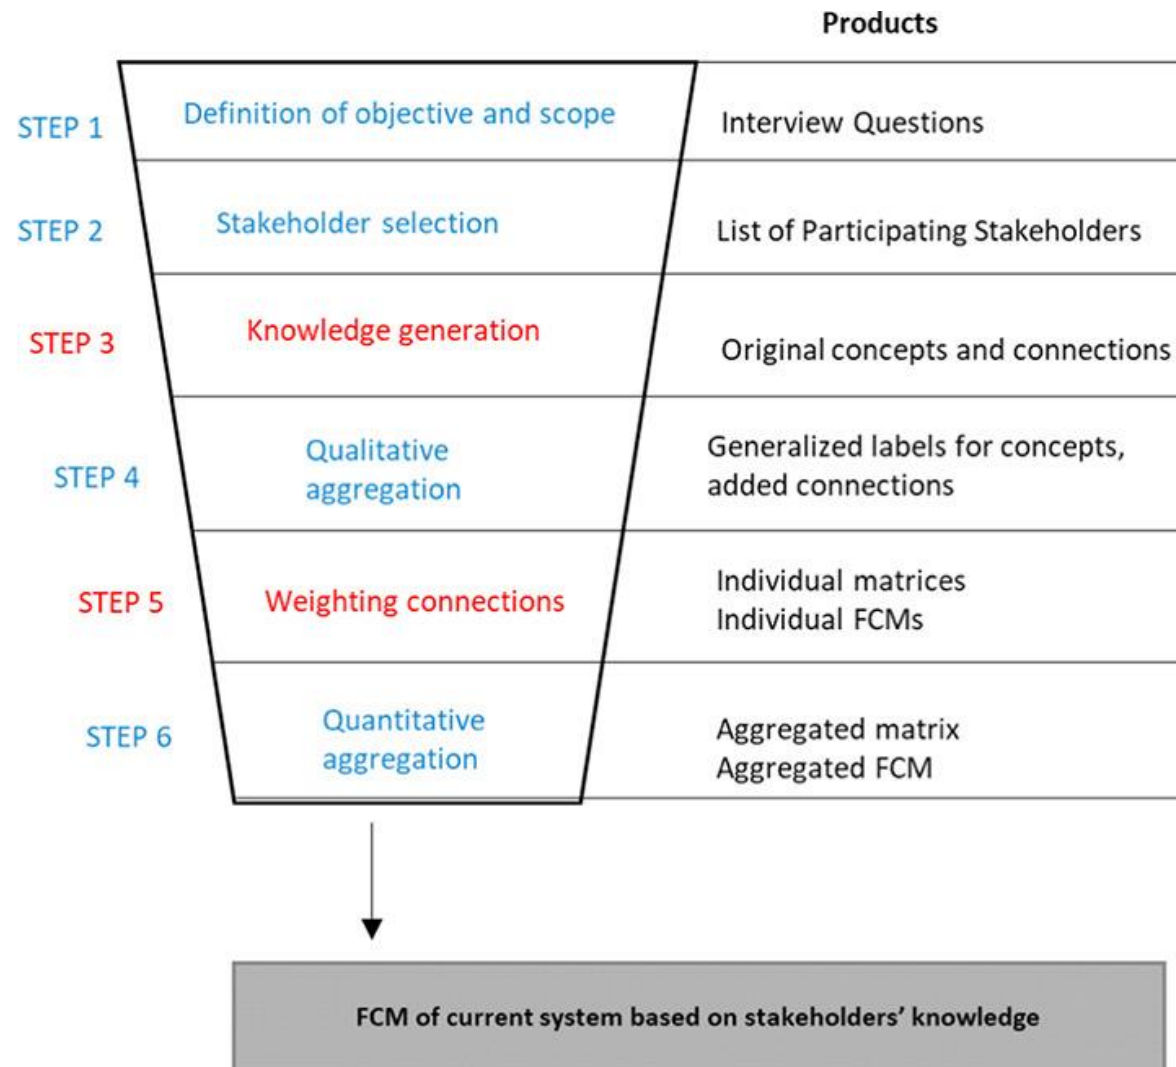 Products
STEP 1
Definition of objective and scope
Interview Questions
STEP 2
Stakeholder selection
List of Participating Stakeholders
STEP 3
Knowledge generation
Original concepts and connections
STEP 4
Qualitative
aggregation
Generalized labels for concepts,
added connections
STEP 5
Weighting connections
Individual matrices
Individual FCMs
STEP 6
Quantitative
aggregation
Aggregated matrix
Aggregated FCM
FCM of current system based on stakeholders’ knowledge